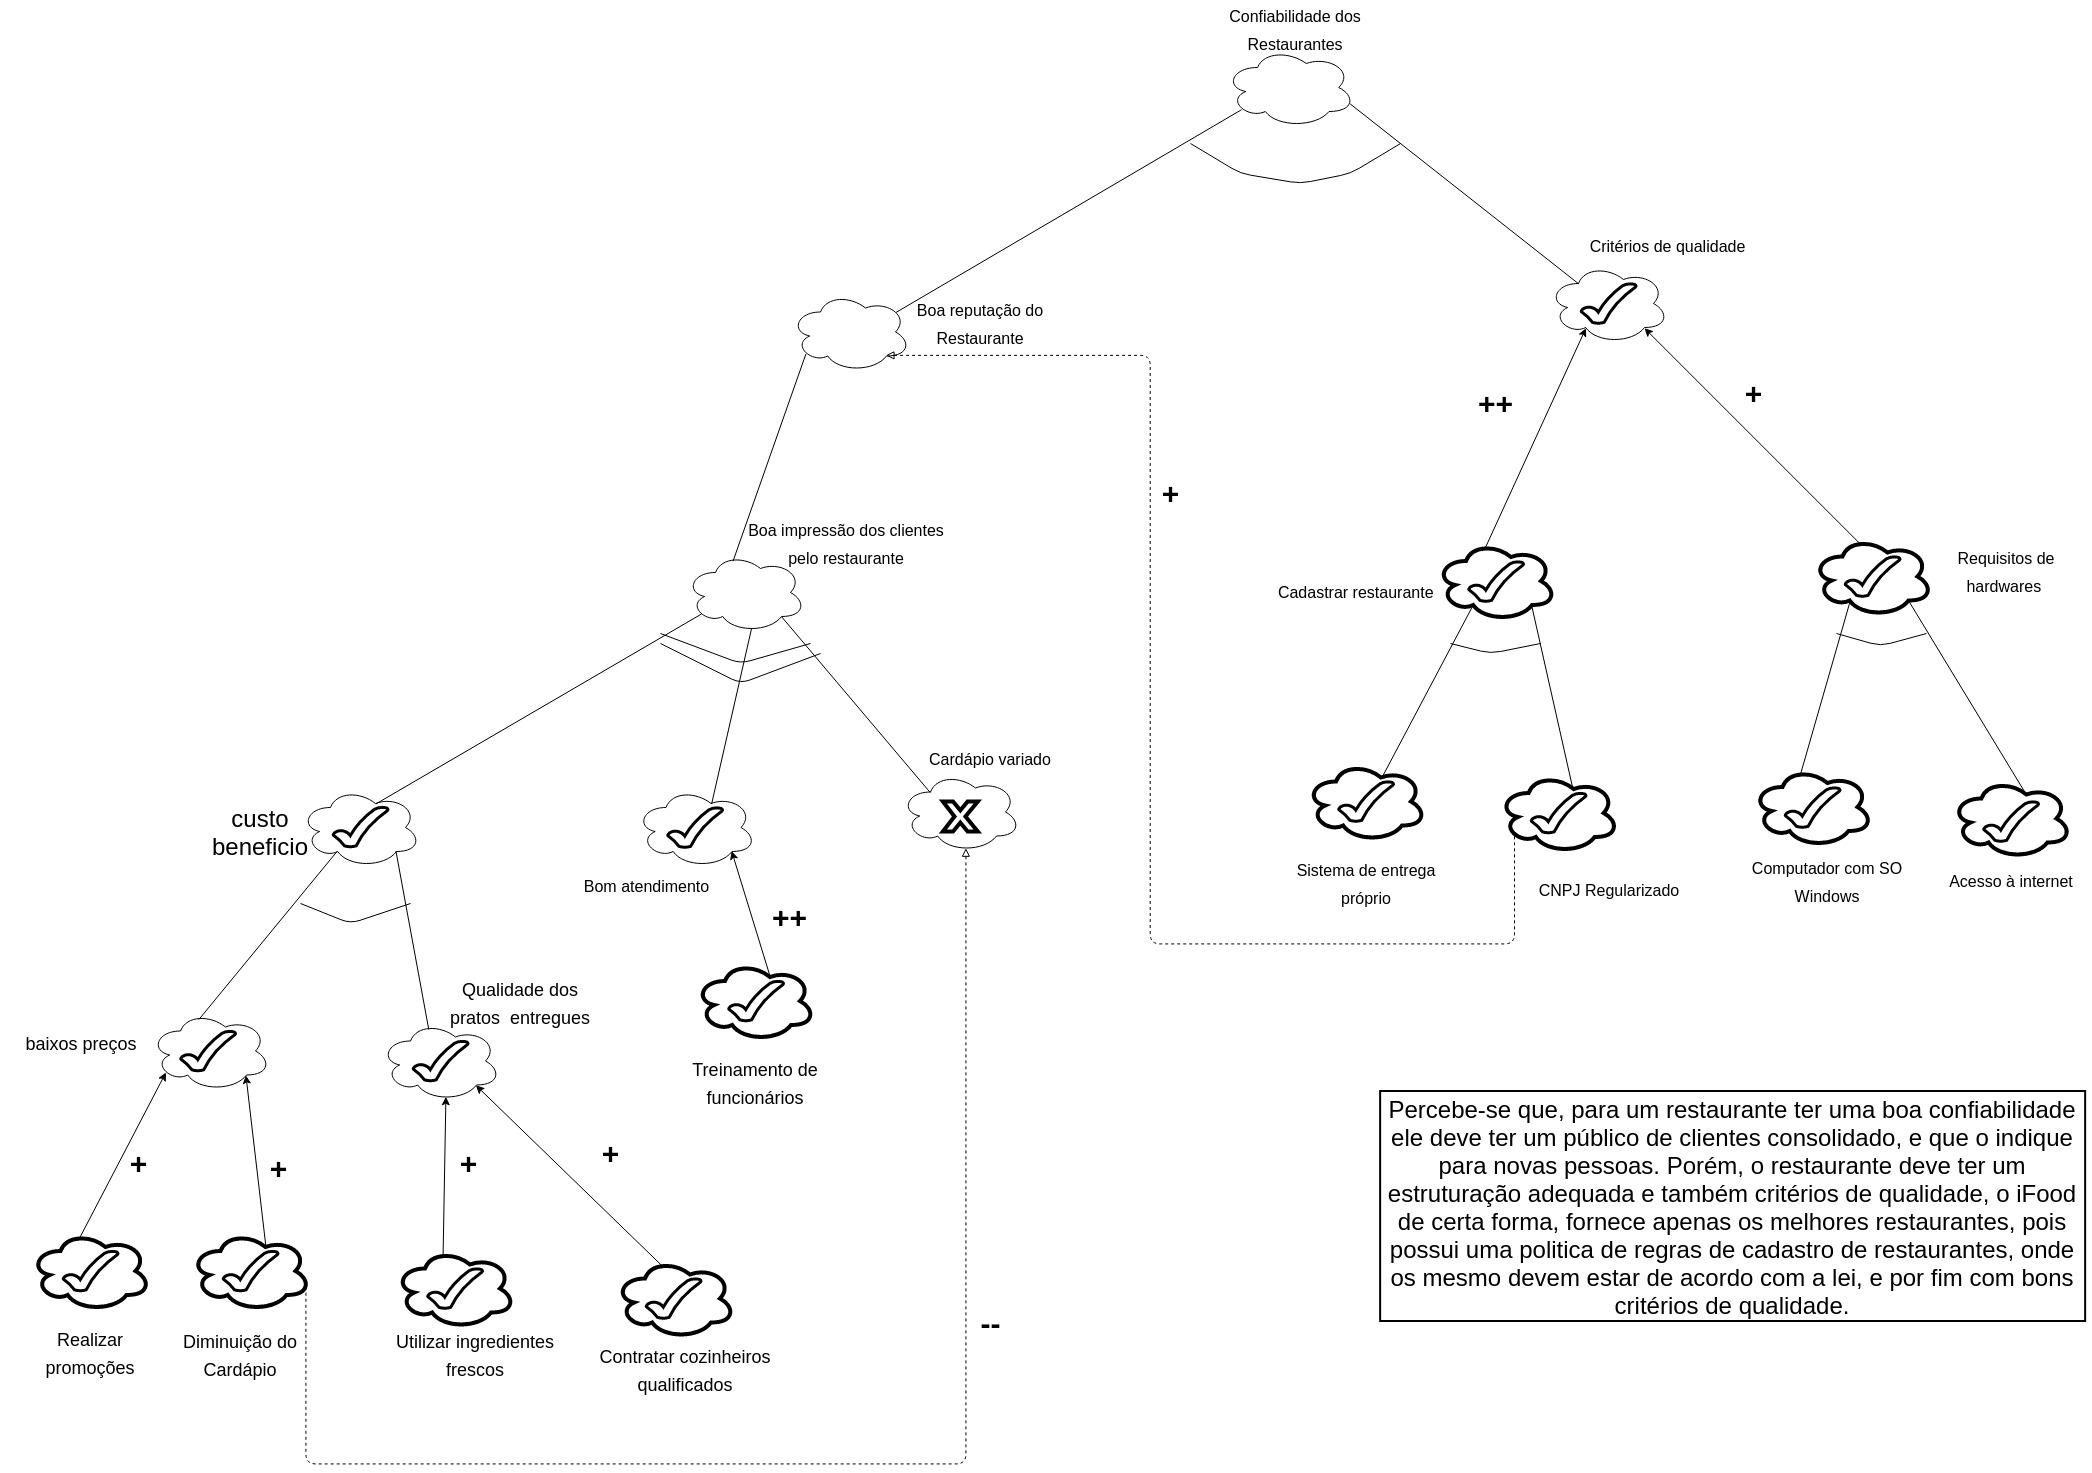 Confiabilidade dos
Restaurantes
Critérios de qualidade
Boa reputação do
Restaurante
++
+
+
Boa impressão dos clientes
pelo restaurante
Cadastrar restaurante
Requisitos de
hardwares
Cardápio variado
custo
beneficio
X
Bom atendimento
Sistema de entrega
próprio
CNPJ Regularizado
Computador com SO
Windows
Acesso à internet
++
Qualidade dos
pratos entregues
baixos preços
Treinamento de
funcionários
+
+
+
+
Realizar
promoções
Diminuição do
Cardápio
Utilizar ingredientes
frescos
Contratar cozinheiros
qualificados
--
Percebe-se que, para um restaurante ter uma boa confiabilidade
ele deve ter um público de clientes consolidado, e que o indique
para novas pessoas. Porém, o restaurante deve ter um
estruturação adequada e também critérios de qualidade, o iFood
de certa forma, fornece apenas os melhores restaurantes, pois
possui uma politica de regras de cadastro de restaurantes, onde
os mesmo devem estar de acordo com a lei, e por fim com bons
critérios de qualidade.